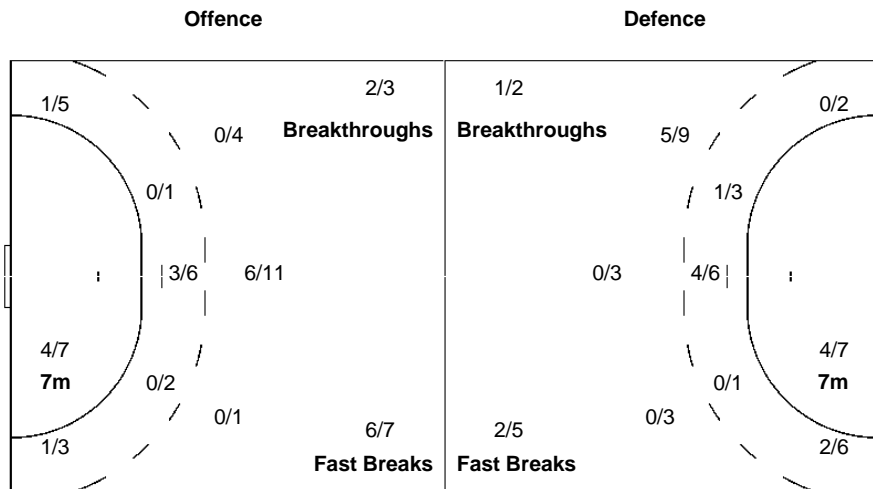 Offence Defence
2/3 1/2
1/5 0/2
0/4 Breakthroughs Breakthroughs 5/9
0/1 1/3
3/6 6/11 0/3 4/6
4/7 4/7
7m 0/2 0/1 7m
0/1 0/3
6/7 2/5
1/3 2/6
Fast Breaks Fast Breaks